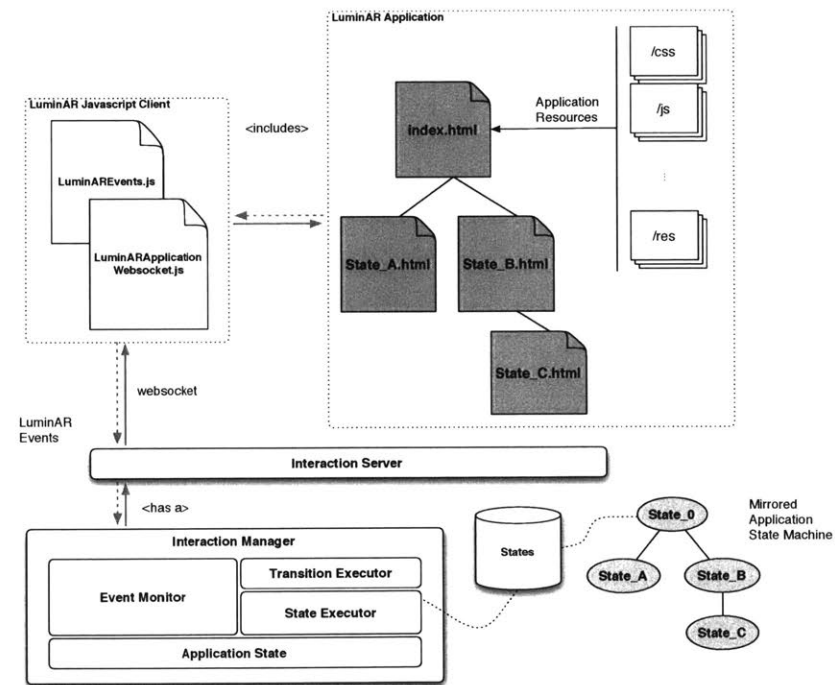 LuminAR Application
/css
/js
/res
Application
Resources
index.html
State_A.html
State_B.html
State_C.html
LuminAR Javascript Client
<includes>
LuminAREvents.js
LuminARApplication
Websocket.js
websocket
LuminAR
Events
Interaction Server
<has a>
Interaction Manager
Event Monitor
Transition Executor
State Executor
Application State
States
State_0
State_A
State_B
State_C
Mirrored
Application
State Machine